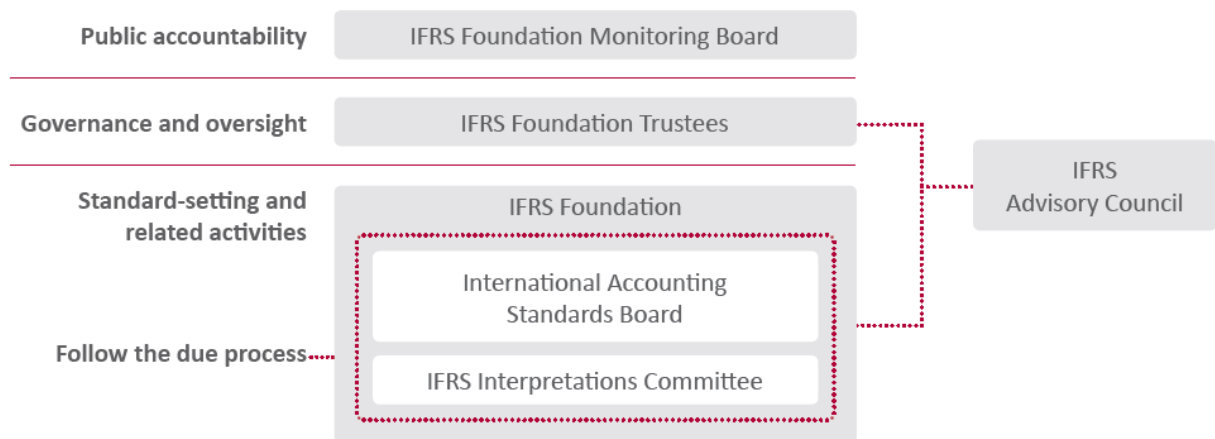 Public accountability
IFRS Foundation Monitoring Board
Governance and oversight
IFRS Foundation Trustees
IFRS
Advisory Council
Standard-setting and
related activities
IFRS Foundation
International Accounting
Standards Board
Follow the due process
IFRS Interpretations Committee